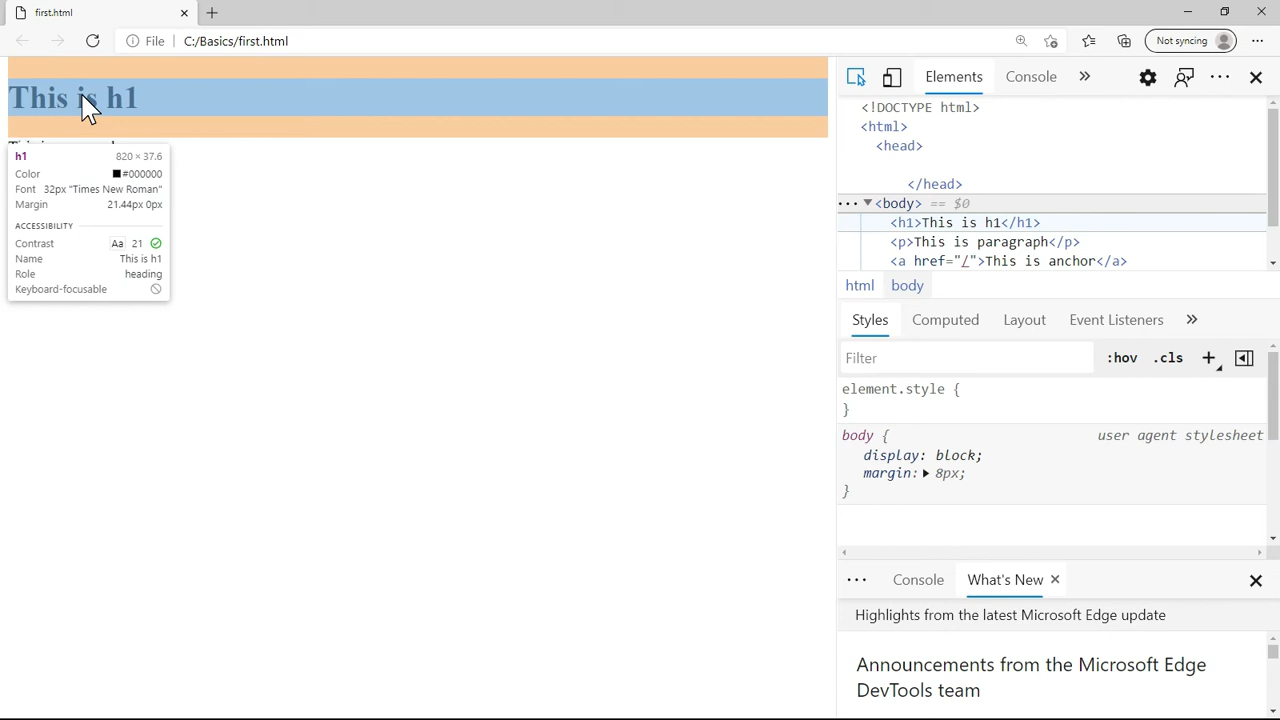 first.html
File C:/Basics/first.html
Not syncing
This is h1
h1 820 × 37.6
Color #000000
Font 32px "Times New Roman"
Margin 21.44px 0px
ACCESSIBILITY
Contrast Aa 21
Name This is h1
Role heading
Keyboard-focusable
Elements Console
<!DOCTYPE html>
<html>
<head>
</head>
<body> == $0
<h1>This is h1</h1>
<p>This is paragraph</p>
<a href="/">This is anchor</a>
html body
Styles Computed Layout Event Listeners
Filter :hov .cls
element.style {
}
body { user agent stylesheet
display: block;
margin: 8px;
}
Console What's New
Highlights from the latest Microsoft Edge update
Announcements from the Microsoft Edge
DevTools team